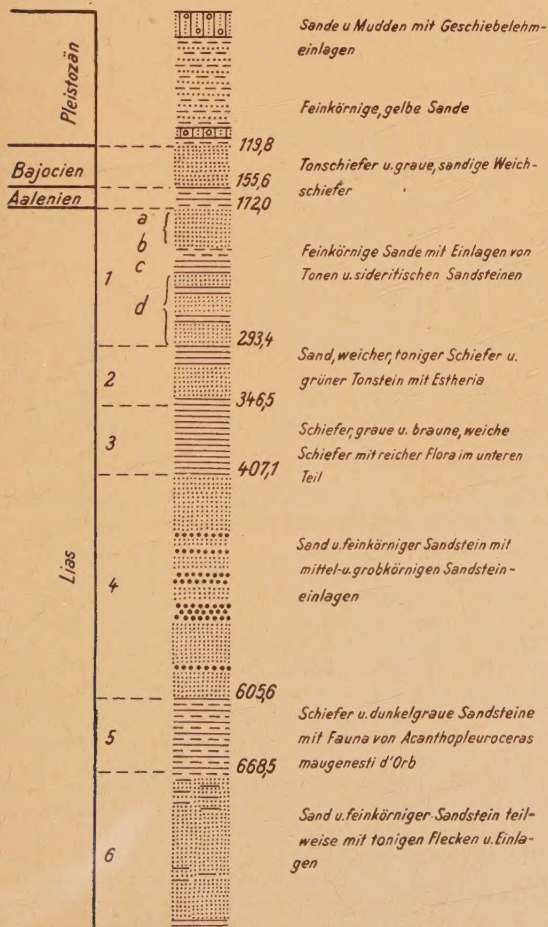 Pleistozän
Sande u Mudden mit Geschiebelehm-
einlagen
Feinkörnige, gelbe Sande
119,8
Bajocien
Tonschiefer u. graue, sandige Weich-
schiefer
155,6
Aalenien
172,0
Lias
1
a
b
c
d
Feinkörnige Sande mit Einlagen von
Tonen u. sideritischen Sandsteinen
293,4
2
Sand, weicher, toniger Schiefer u.
grüner Tonstein mit Estheria
346,5
3
Schiefer, graue u. braune, weiche
Schiefer mit reicher Flora im unteren
Teil
407,1
4
Sand u. feinkörniger Sandstein mit
mittel- u. grobkörnigen Sandstein-
einlagen
605,6
5
Schiefer u. dunkelgraue Sandsteine
mit Fauna von Acanthopleuroceras
maugenesti d'Orb
668,5
6
Sand u. feinkörniger Sandstein teil-
weise mit tonigen Flecken u. Einla-
gen